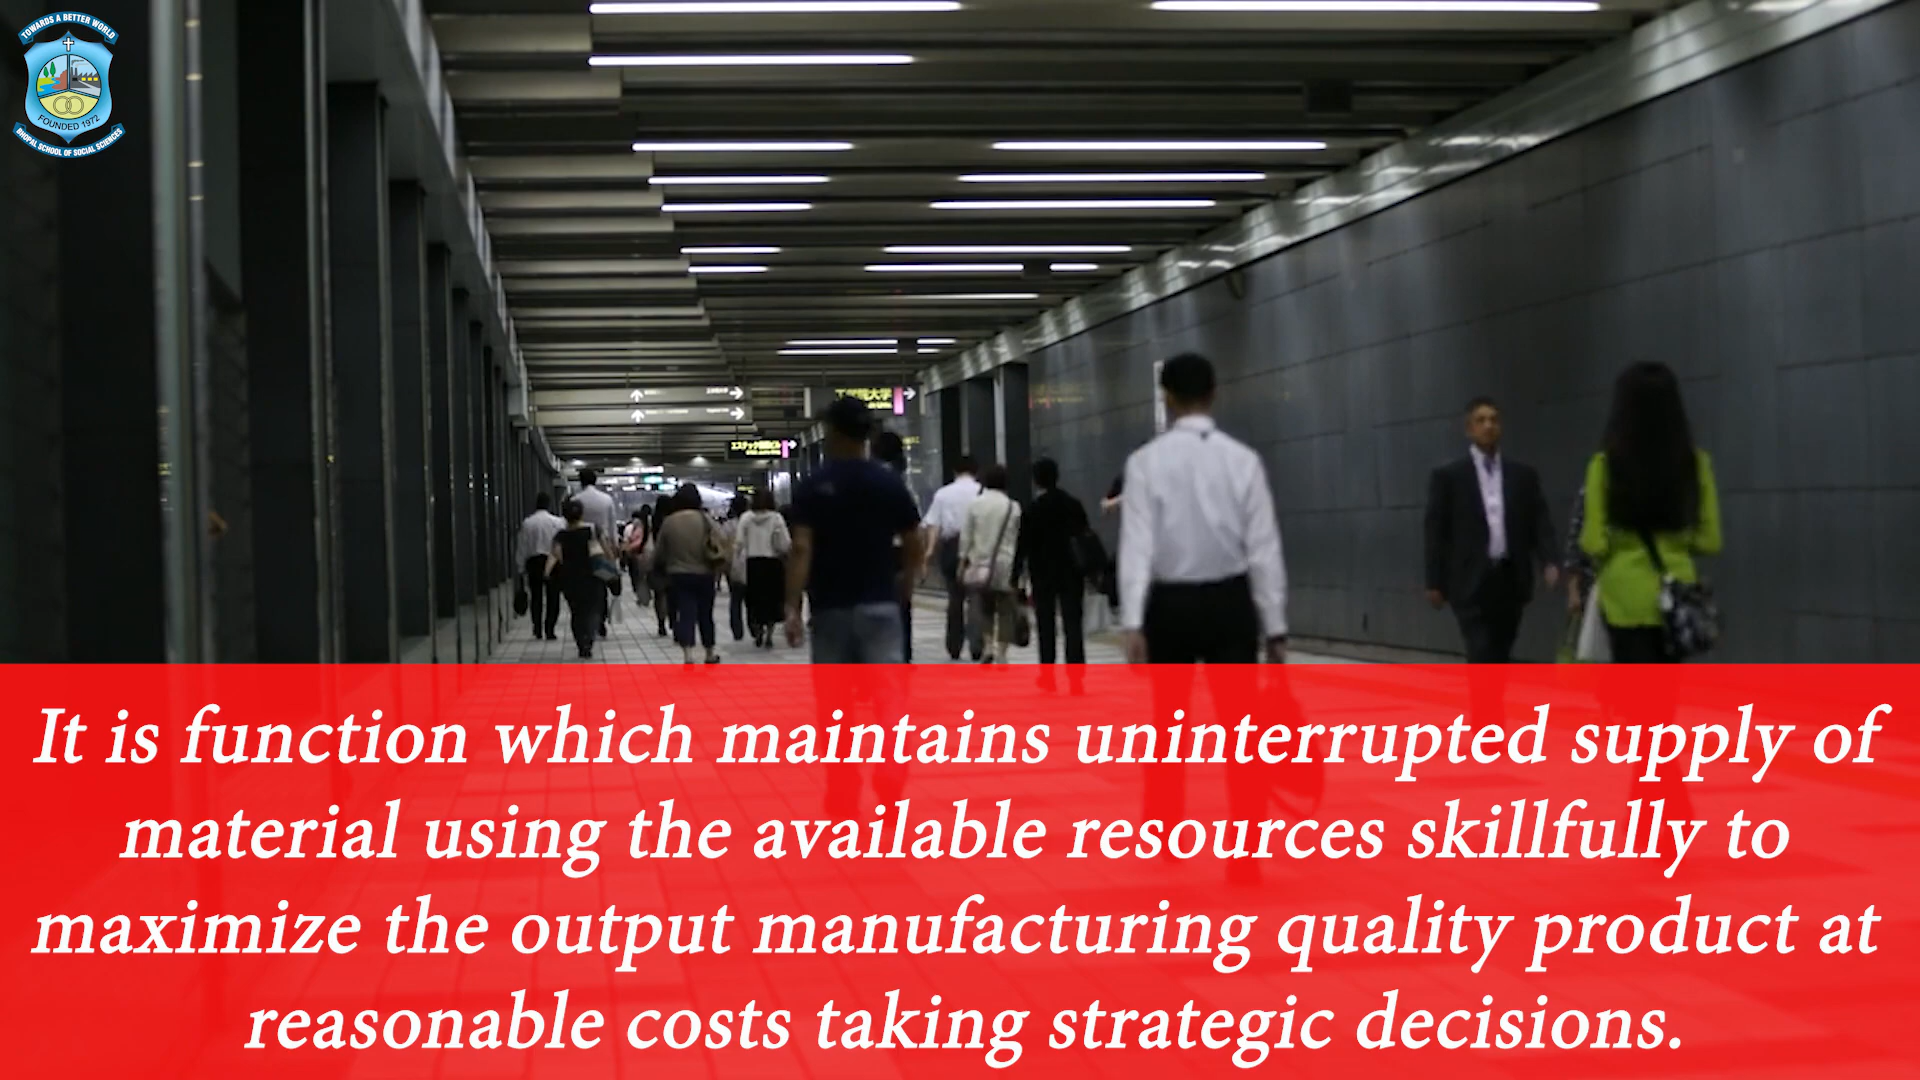 TOWARDS A BETTER WORLD
FOUNDED 1972
BHOPAL SCHOOL OF SOCIAL SCIENCES
It is function which maintains uninterrupted supply of
material using the available resources skillfully to
maximize the output manufacturing quality product at
reasonable costs taking strategic decisions.